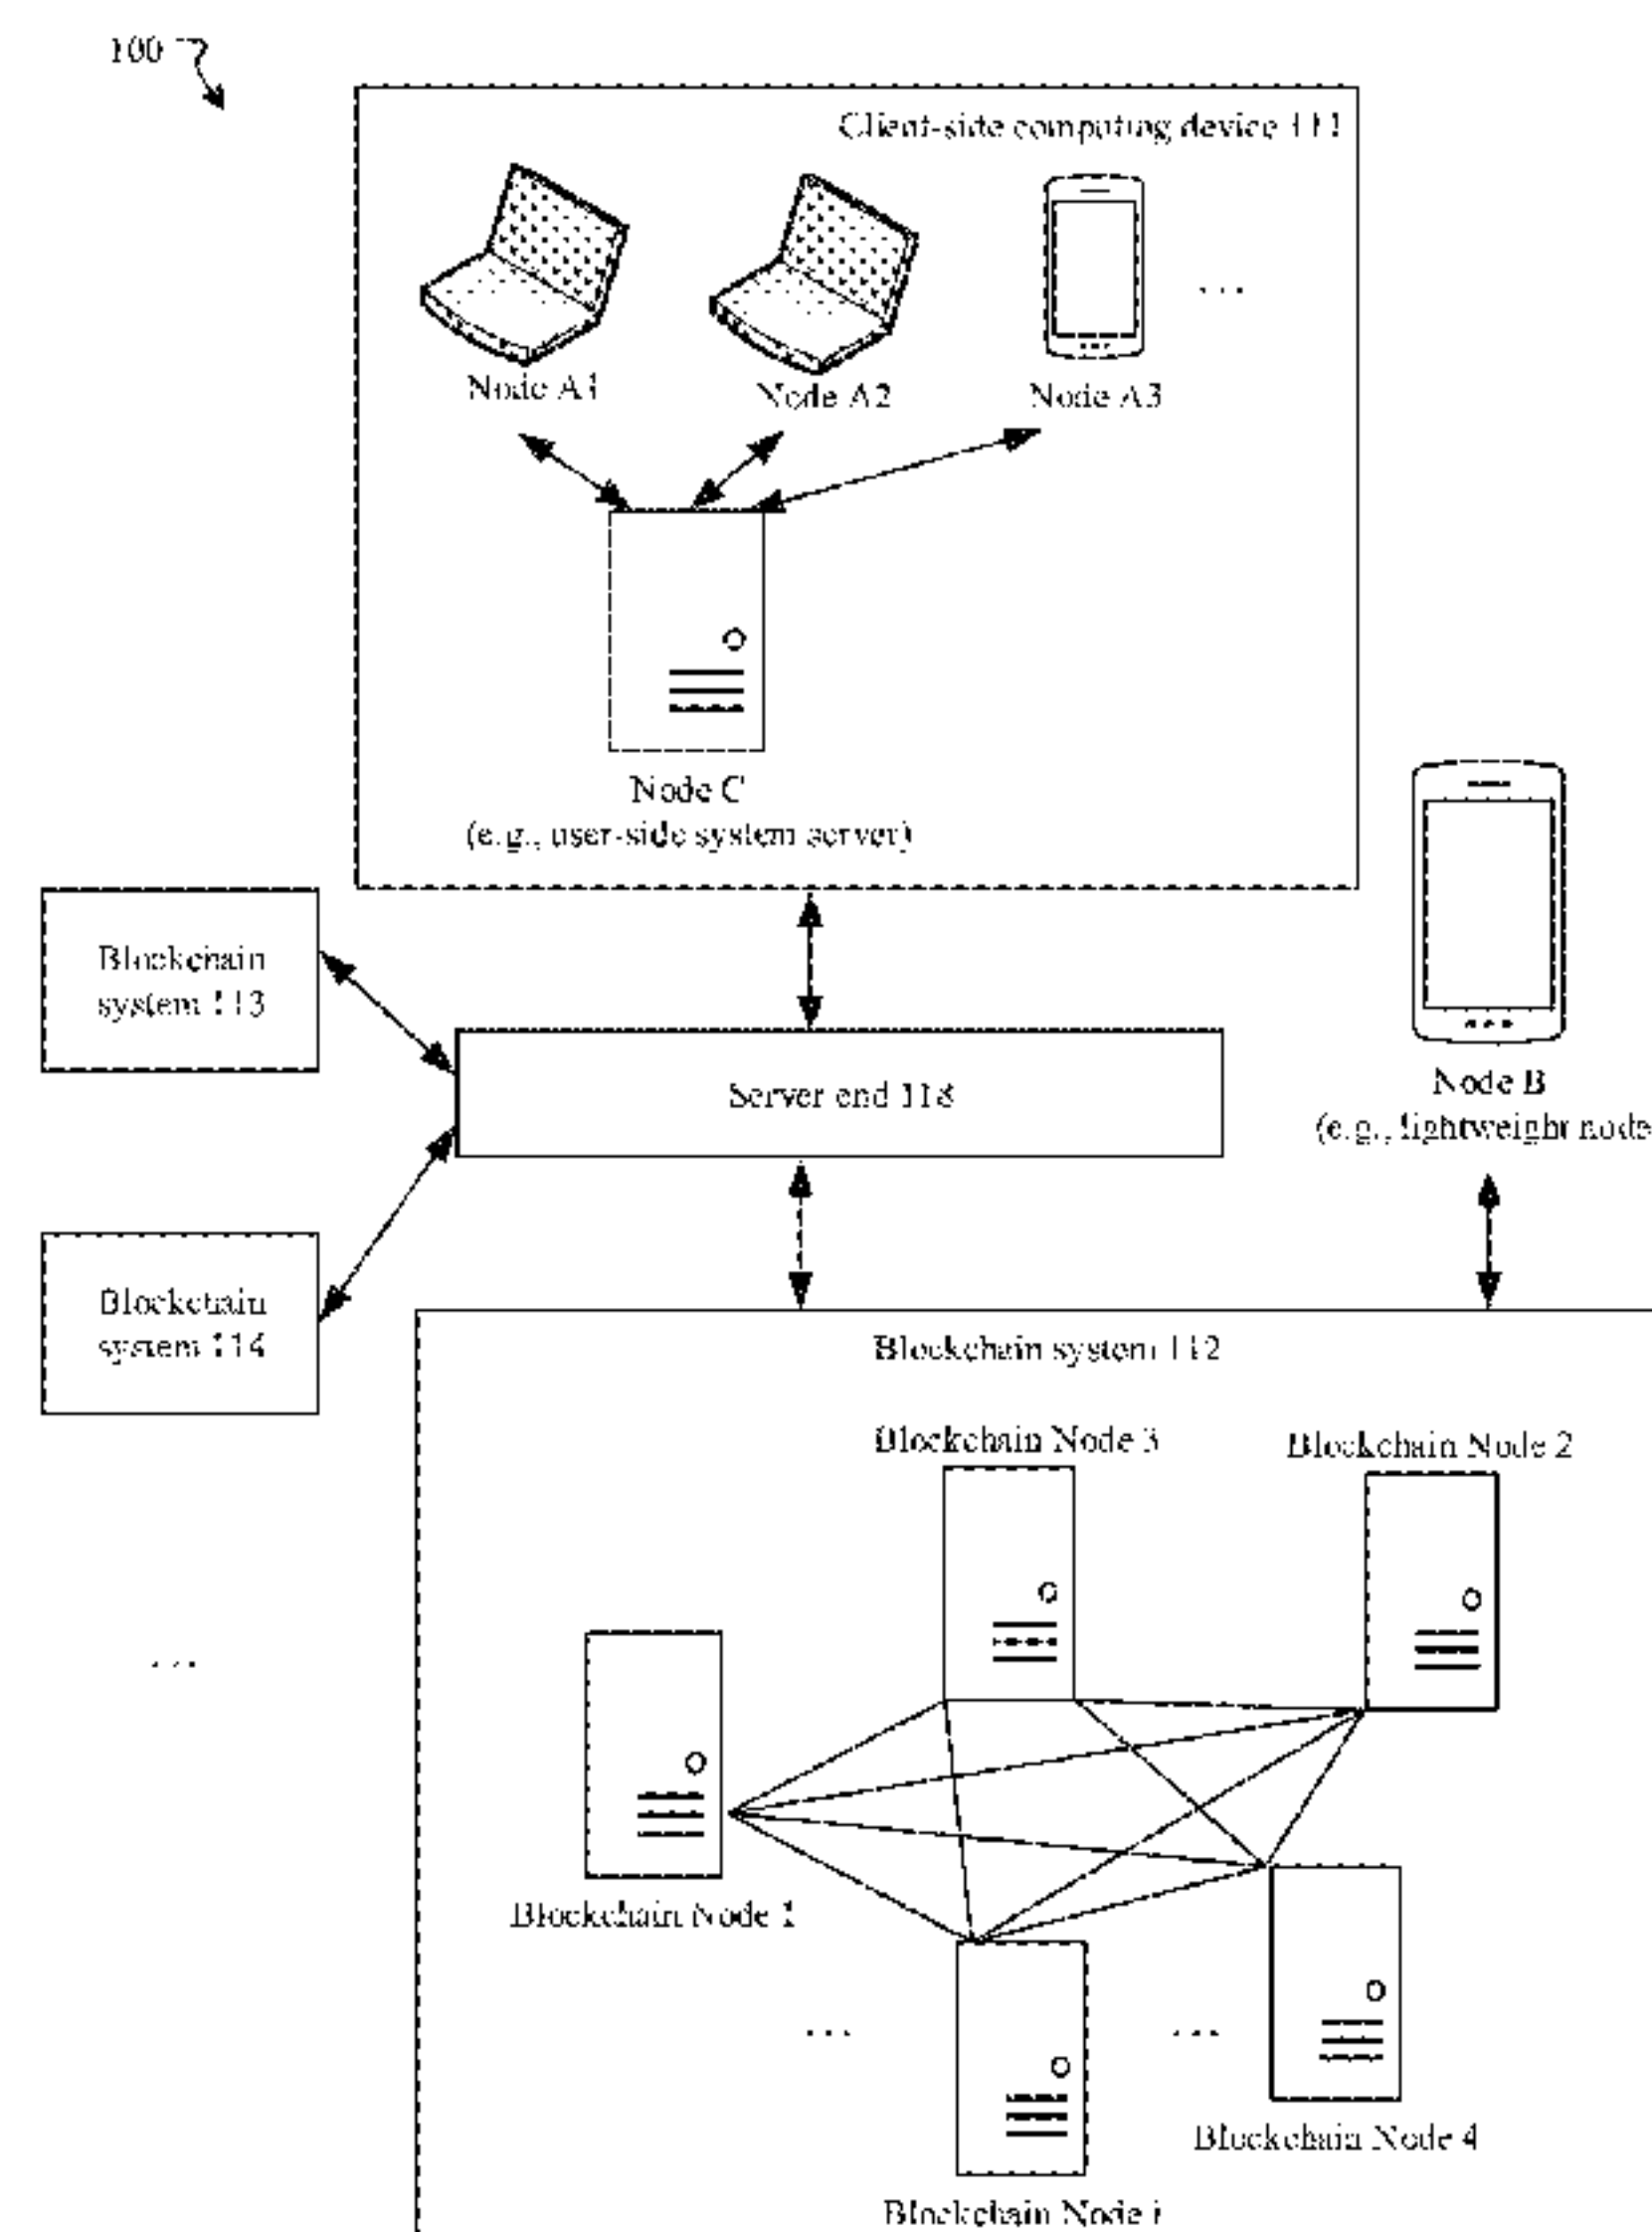 100
Client-side computing device 111
...
Node A1
Node A2
Node A3
Node C
(e.g., user-side system server)
Blockchain
system 113
Server end 118
Node B
(e.g., lightweight node
Blockchain
system 114
Blockchain system 112
Blockchain Node 3
Blockchain Node 2
...
Blockchain Node 1
...
...
Blockchain Node 4
Blockchain Node i